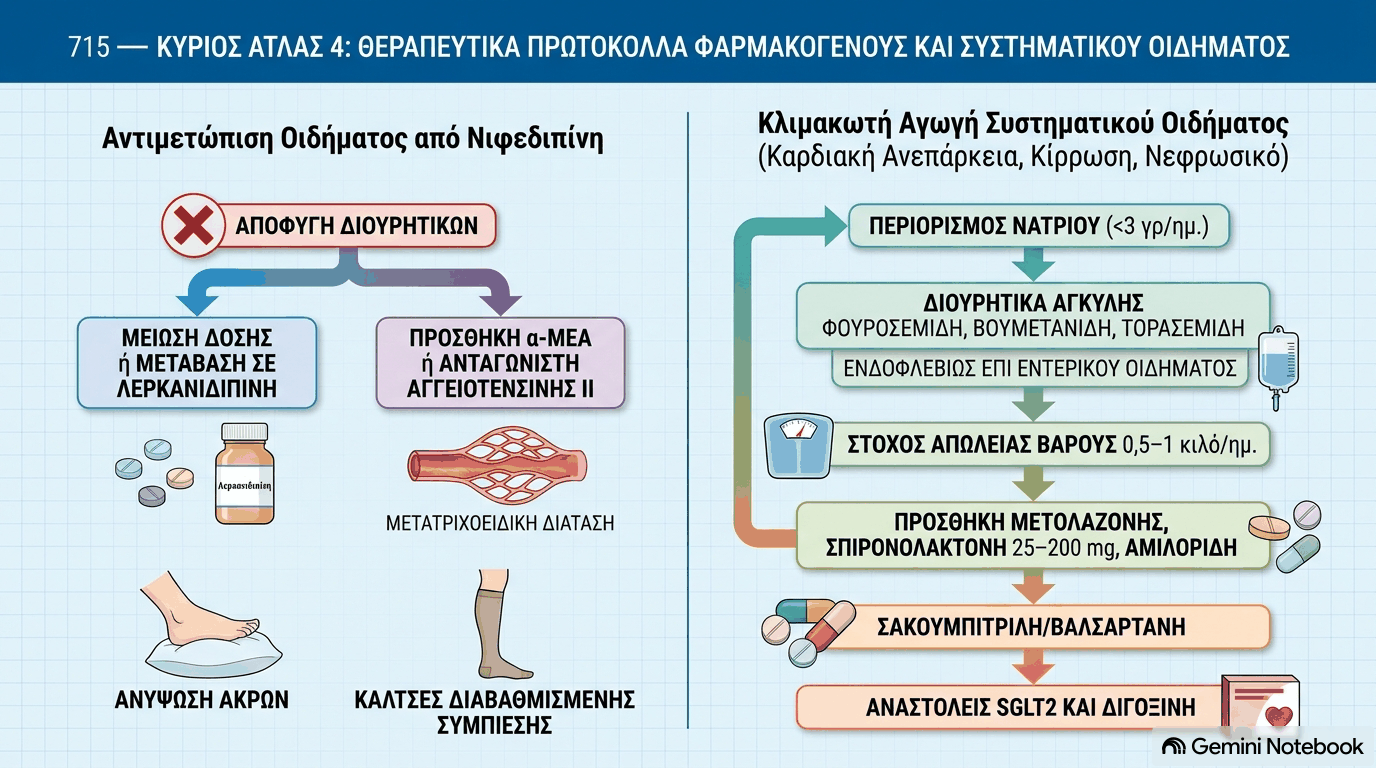 715 — ΚΥΡΙΟΣ ΑΤΛΑΣ 4: ΘΕΡΑΠΕΥΤΙΚΑ ΠΡΩΤΟΚΟΛΛΑ ΦΑΡΜΑΚΟΓΕΝΟΥΣ ΚΑΙ ΣΥΣΤΗΜΑΤΙΚΟΥ ΟΙΔΗΜΑΤΟΣ
Αντιμετώπιση Οιδήματος από Νιφεδιπίνη
ΑΠΟΦΥΓΗ ΔΙΟΥΡΗΤΙΚΩΝ
ΜΕΙΩΣΗ ΔΟΣΗΣ
ή ΜΕΤΑΒΑΣΗ ΣΕ
ΛΕΡΚΑΝΙΔΙΠΙΝΗ
ΠΡΟΣΘΗΚΗ α-ΜΕΑ
ή ΑΝΤΑΓΩΝΙΣΤΗ
ΑΓΓΕΙΟΤΕΝΣΙΝΗΣ ΙΙ
ΜΕΤΑΤΡΙΧΟΕΙΔΙΚΗ ΔΙΑΤΑΣΗ
ΑΝΥΨΩΣΗ ΑΚΡΩΝ
ΚΑΛΤΣΕΣ ΔΙΑΒΑΘΜΙΣΜΕΝΗΣ
ΣΥΜΠΙΕΣΗΣ
Κλιμακωτή Αγωγή Συστηματικού Οιδήματος
(Καρδιακή Ανεπάρκεια, Κίρρωση, Νεφρωσικό)
ΠΕΡΙΟΡΙΣΜΟΣ ΝΑΤΡΙΟΥ (<3 γρ/ημ.)
ΔΙΟΥΡΗΤΙΚΑ ΑΓΚΥΛΗΣ
ΦΟΥΡΟΣΕΜΙΔΗ, ΒΟΥΜΕΤΑΝΙΔΗ, ΤΟΡΑΣΕΜΙΔΗ
ΕΝΔΟΦΛΕΒΙΩΣ ΕΠΙ ΕΝΤΕΡΙΚΟΥ ΟΙΔΗΜΑΤΟΣ
ΣΤΟΧΟΣ ΑΠΩΛΕΙΑΣ ΒΑΡΟΥΣ 0,5–1 κιλό/ημ.
ΠΡΟΣΘΗΚΗ ΜΕΤΟΛΑΖΟΝΗΣ,
ΣΠΙΡΟΝΟΛΑΚΤΟΝΗ 25–200 mg, ΑΜΙΛΟΡΙΔΗ
ΣΑΚΟΥΜΠΙΤΡΙΛΗ/ΒΑΛΣΑΡΤΑΝΗ
ΑΝΑΣΤΟΛΕΙΣ SGLT2 ΚΑΙ ΔΙΓΟΞΙΝΗ
Gemini Notebook